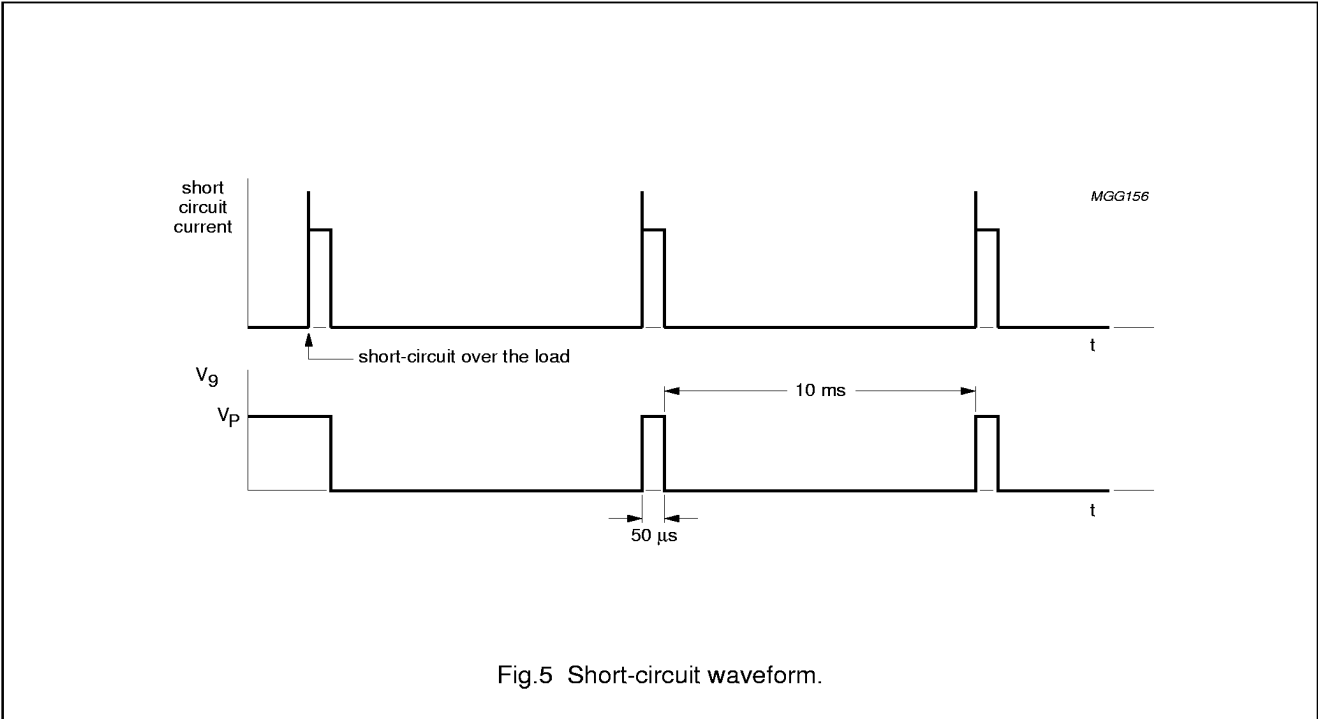 short
circuit
current
MGG156
t
short-circuit over the load
V9
VP
10 ms
t
50 μs
Fig.5 Short-circuit waveform.